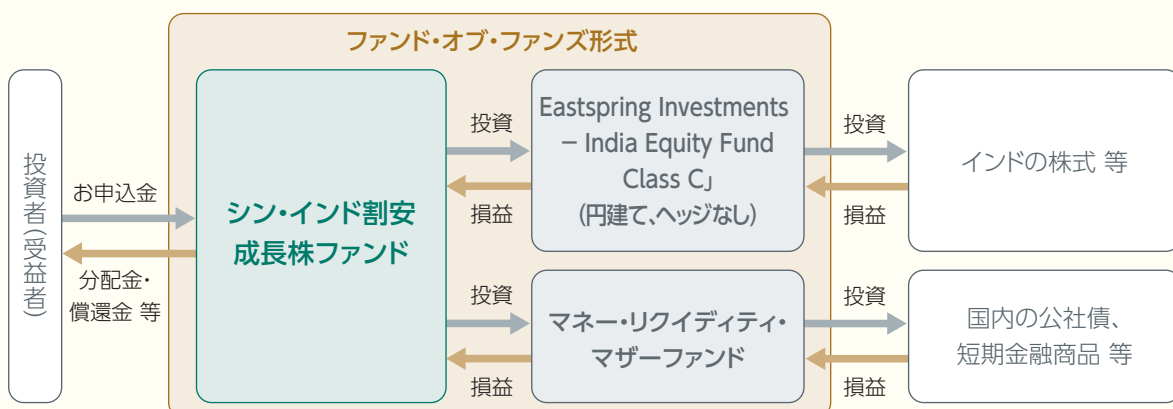 ファンド・オブ・ファンズ形式
投資者(受益者)
お申込金
分配金・
償還金 等
シン・インド割安
成長株ファンド
投資
損益
Eastspring Investments
– India Equity Fund
Class C」
(円建て、ヘッジなし)
投資
損益
インドの株式 等
投資
損益
マネー・リクイディティ・
マザーファンド
投資
損益
国内の公社債、
短期金融商品 等